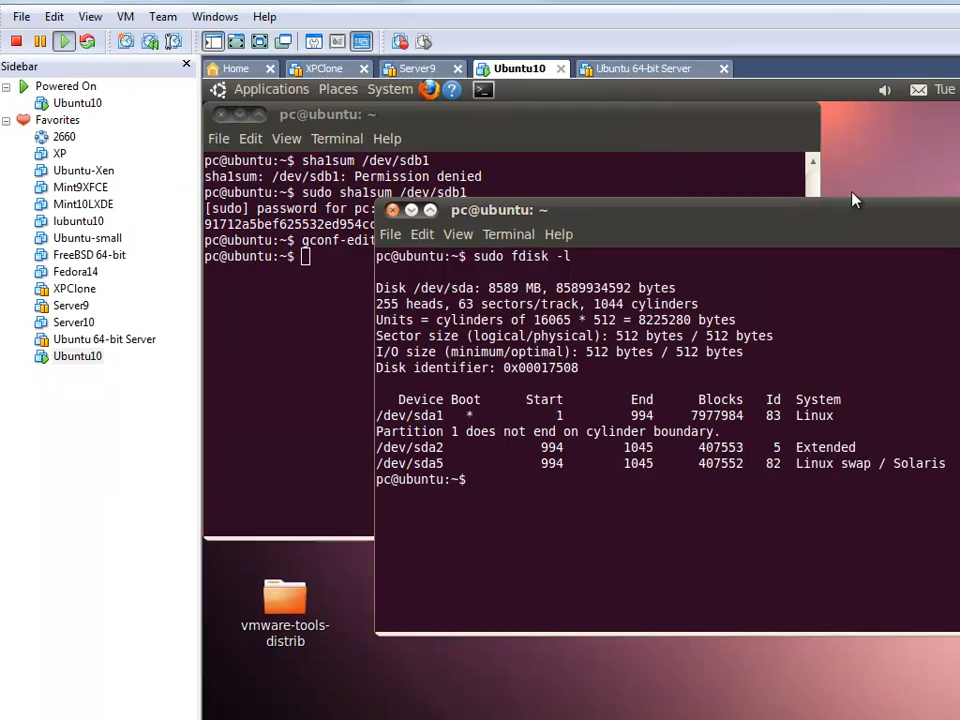 File Edit View VM Team Windows Help
Sidebar
Powered On
Ubuntu10
Favorites
2660
XP
Ubuntu-Xen
Mint9XFCE
Mint10LXDE
lubuntu10
Ubuntu-small
FreeBSD 64-bit
Fedora14
XPClone
Server9
Server10
Ubuntu 64-bit Server
Ubuntu10
Home XPClone Server9 Ubuntu10 Ubuntu 64-bit Server
Applications Places System Tue
pc@ubuntu: ~
File Edit View Terminal Help
pc@ubuntu:~$ sha1sum /dev/sdb1
sha1sum: /dev/sdb1: Permission denied
pc@ubuntu:~$ sudo sha1sum /dev/sdb1
[sudo] password for pc:
91712a5bef625532ed954cc
pc@ubuntu:~$ gconf-edit
pc@ubuntu:~$
pc@ubuntu: ~
File Edit View Terminal Help
pc@ubuntu:~$ sudo fdisk -l
Disk /dev/sda: 8589 MB, 8589934592 bytes
255 heads, 63 sectors/track, 1044 cylinders
Units = cylinders of 16065 * 512 = 8225280 bytes
Sector size (logical/physical): 512 bytes / 512 bytes
I/O size (minimum/optimal): 512 bytes / 512 bytes
Disk identifier: 0x00017508
Device Boot Start End Blocks Id System
/dev/sda1 * 1 994 7977984 83 Linux
Partition 1 does not end on cylinder boundary.
/dev/sda2 994 1045 407553 5 Extended
/dev/sda5 994 1045 407552 82 Linux swap / Solaris
pc@ubuntu:~$
vmware-tools-
distrib